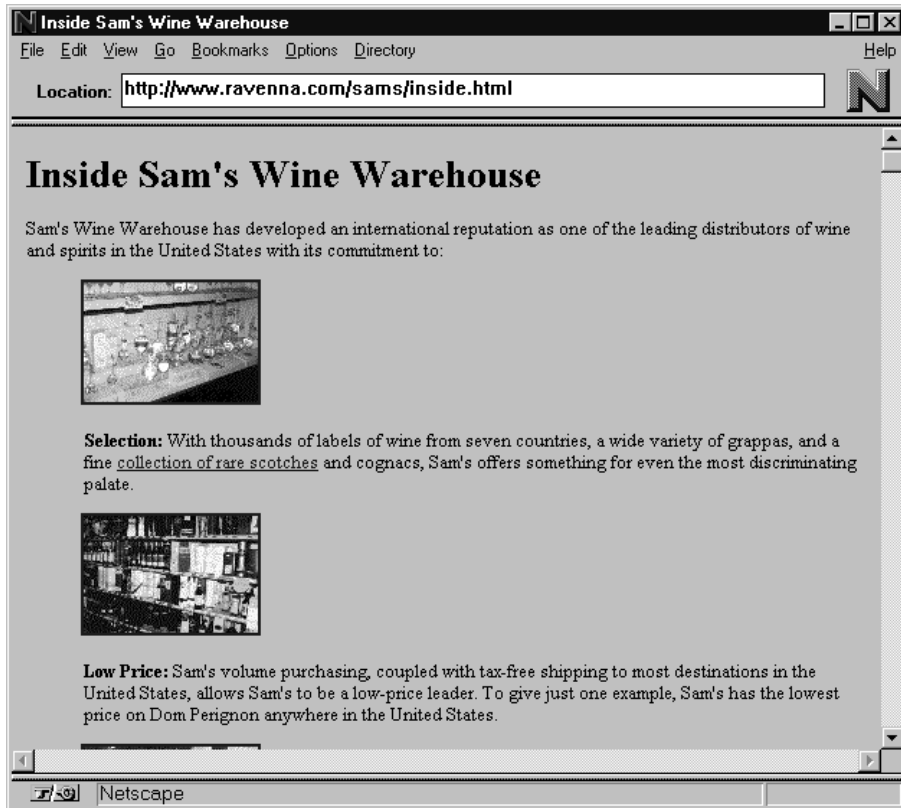 Inside Sam's Wine Warehouse
File Edit View Go Bookmarks Options Directory Help
Location: http://www.ravenna.com/sams/inside.html
N
Inside Sam's Wine Warehouse
Sam's Wine Warehouse has developed an international reputation as one of the leading distributors of wine
and spirits in the United States with its commitment to:
Selection: With thousands of labels of wine from seven countries, a wide variety of grappas, and a
fine collection of rare scotches and cognacs, Sam's offers something for even the most discriminating
palate.
Low Price: Sam's volume purchasing, coupled with tax-free shipping to most destinations in the
United States, allows Sam's to be a low-price leader. To give just one example, Sam's has the lowest
price on Dom Perignon anywhere in the United States.
Netscape